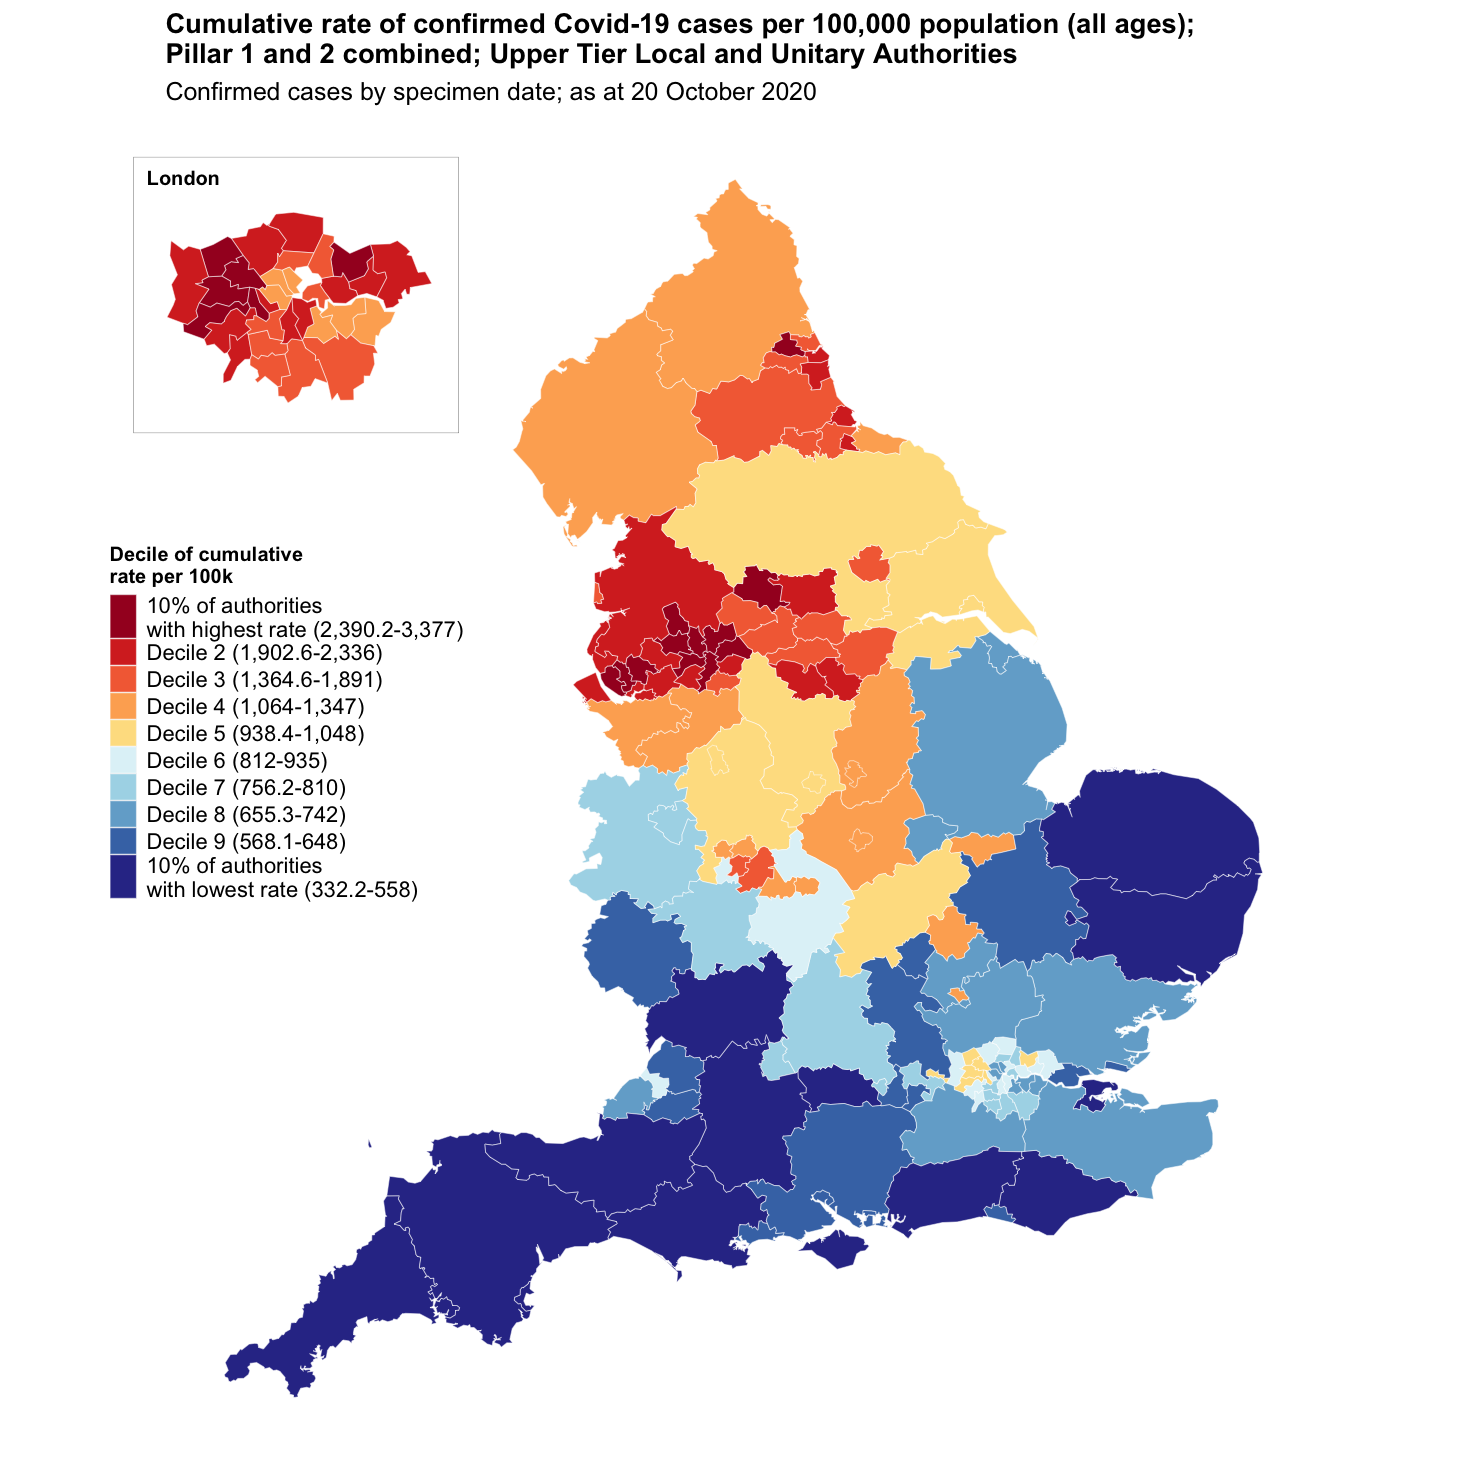 Cumulative rate of confirmed Covid-19 cases per 100,000 population (all ages);
Pillar 1 and 2 combined; Upper Tier Local and Unitary Authorities
Confirmed cases by specimen date; as at 20 October 2020
London
Decile of cumulative
rate per 100k
10% of authorities
with highest rate (2,390.2-3,377)
Decile 2 (1,902.6-2,336)
Decile 3 (1,364.6-1,891)
Decile 4 (1,064-1,347)
Decile 5 (938.4-1,048)
Decile 6 (812-935)
Decile 7 (756.2-810)
Decile 8 (655.3-742)
Decile 9 (568.1-648)
10% of authorities
with lowest rate (332.2-558)